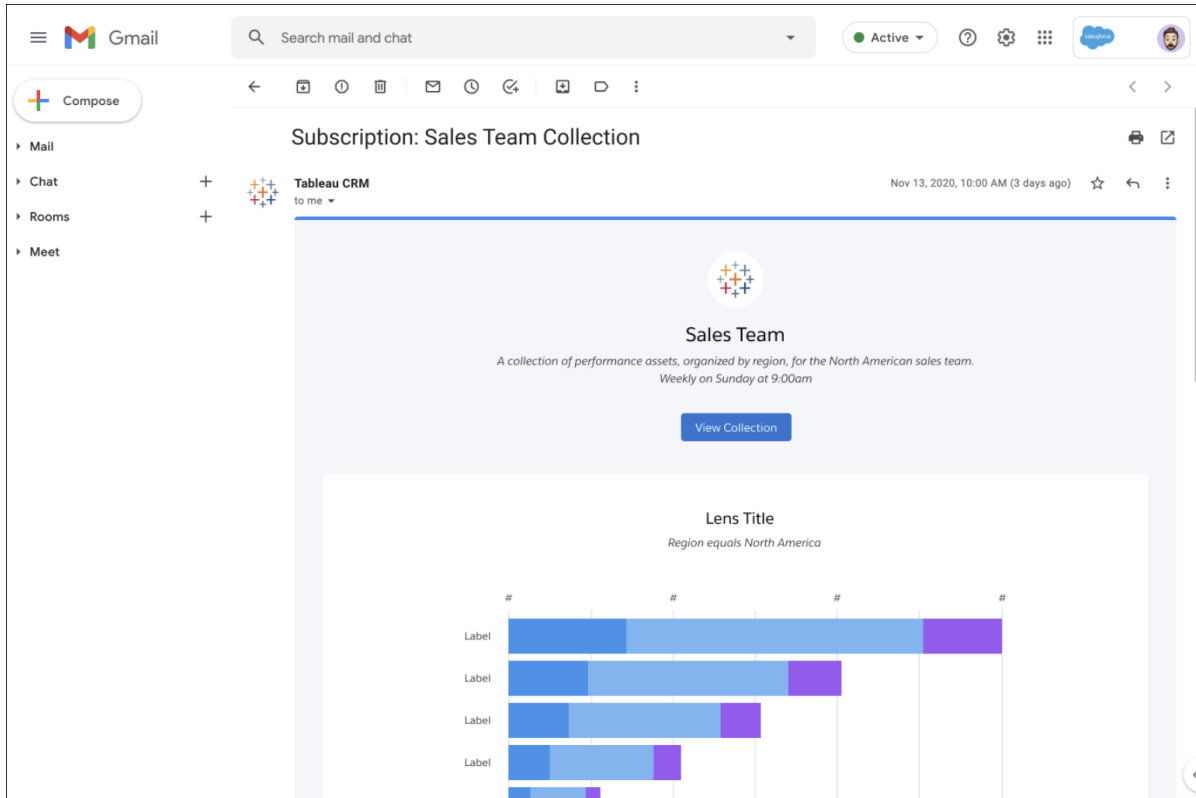 Gmail
Search mail and chat
Active
salesforce
Compose
Mail
Chat
Rooms
Meet
Subscription: Sales Team Collection
Tableau CRM
Nov 13, 2020, 10:00 AM (3 days ago)
to me
Sales Team
A collection of performance assets, organized by region, for the North American sales team.
Weekly on Sunday at 9:00am
View Collection
Lens Title
Region equals North America
# # # #
Label
Label
Label
Label